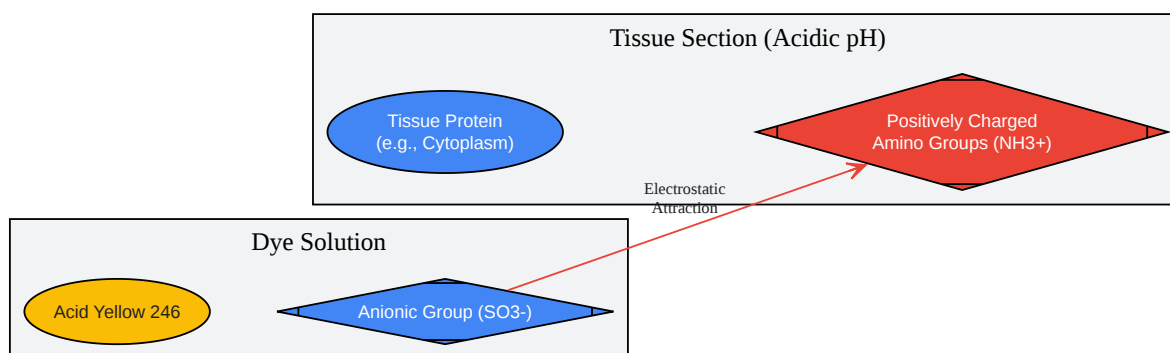 Tissue Section (Acidic pH)
Tissue Protein
(e.g., Cytoplasm)
Positively Charged
Amino Groups (NH3+)
Electrostatic
Attraction
Dye Solution
Acid Yellow 246
Anionic Group (SO3-)